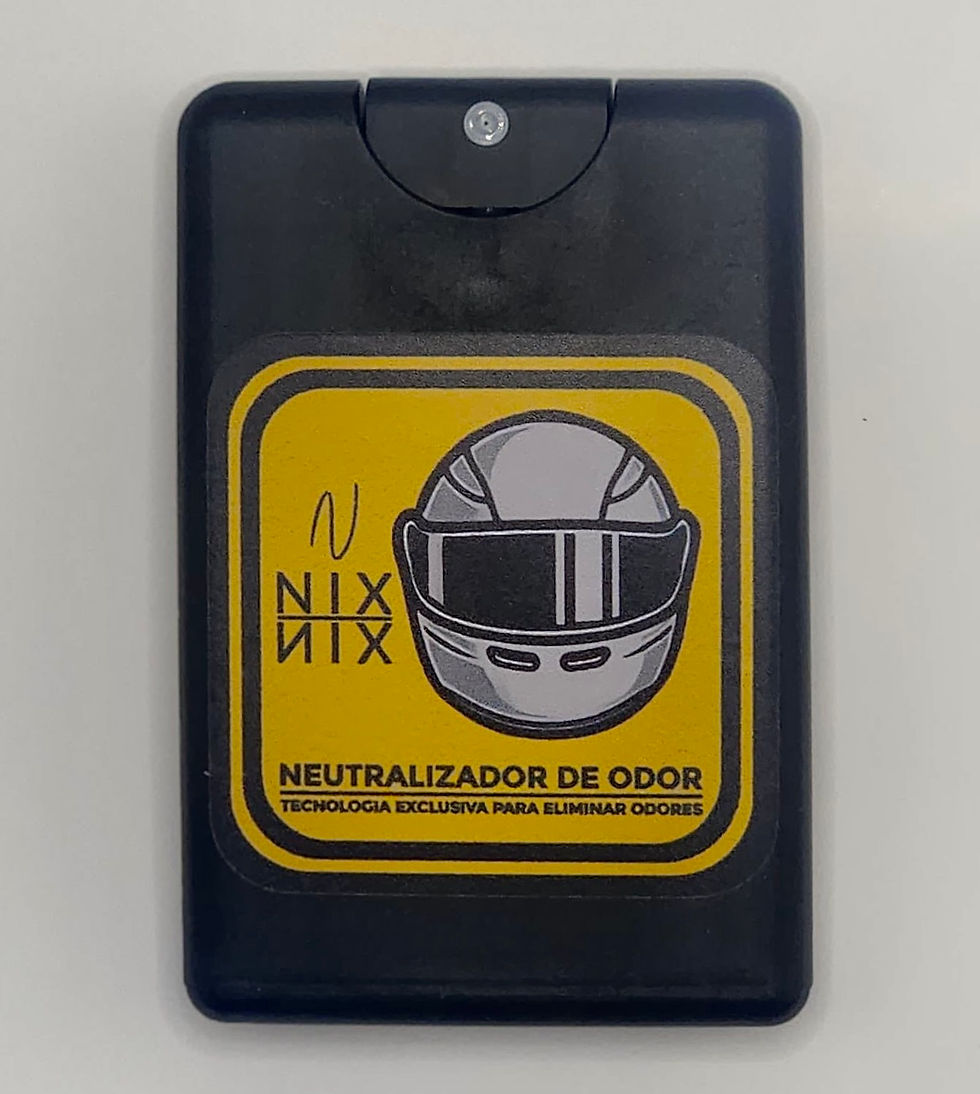 N
NIX
NIX
NEUTRALIZADOR DE ODOR
TECNOLOGIA EXCLUSIVA PARA ELIMINAR ODORES